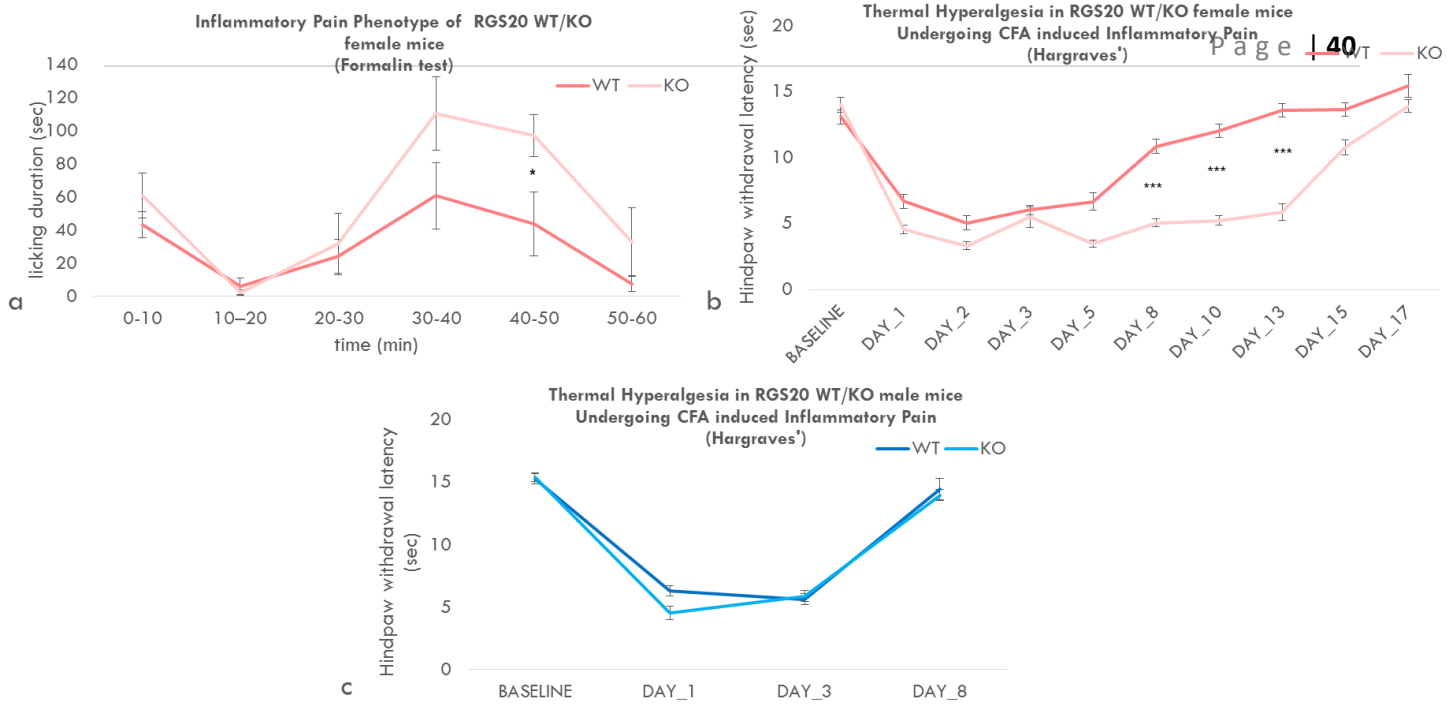 Inflammatory Pain Phenotype of RGS20 WT/KO
female mice
(Formalin test)
WT KO
licking duration (sec)
140
120
100
80
60
40
20
0
*
0-10 10–20 20-30 30-40 40-50 50-60
time (min)
a
Thermal Hyperalgesia in RGS20 WT/KO female mice
Undergoing CFA induced Inflammatory Pain
(Hargraves')
Page | 40
WT KO
Hindpaw withdrawal latency (sec)
20
15
10
5
0
*** *** ***
BASELINE DAY_1 DAY_2 DAY_3 DAY_5 DAY_8 DAY_10 DAY_13 DAY_15 DAY_17
b
Thermal Hyperalgesia in RGS20 WT/KO male mice
Undergoing CFA induced Inflammatory Pain
(Hargraves')
WT KO
Hindpaw withdrawal latency
(sec)
20
15
10
5
0
BASELINE DAY_1 DAY_3 DAY_8
c